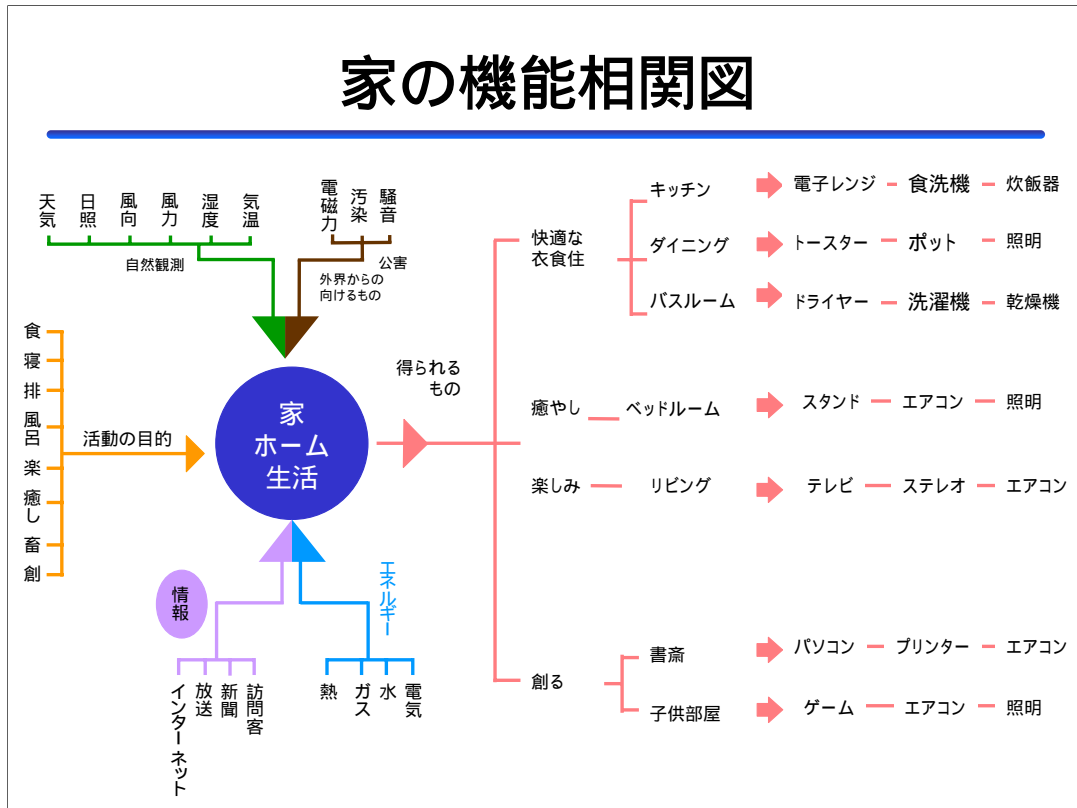 家の機能相関図
天気
日照
風向
風力
湿度
気温
自然観測
電磁力
汚染
騒音
公害
外界からの
向けるもの
食
寝
排
風呂
楽
癒し
畜
創
活動の目的
家
ホーム
生活
情報
インターネット
放送
新聞
訪問客
エネルギー
熱
ガス
水
電気
得られる
もの
快適な
衣食住
キッチン
電子レンジ
食洗機
炊飯器
ダイニング
トースター
ポット
照明
バスルーム
ドライヤー
洗濯機
乾燥機
癒やし
ベッドルーム
スタンド
エアコン
照明
楽しみ
リビング
テレビ
ステレオ
エアコン
創る
書斎
パソコン
プリンター
エアコン
子供部屋
ゲーム
エアコン
照明